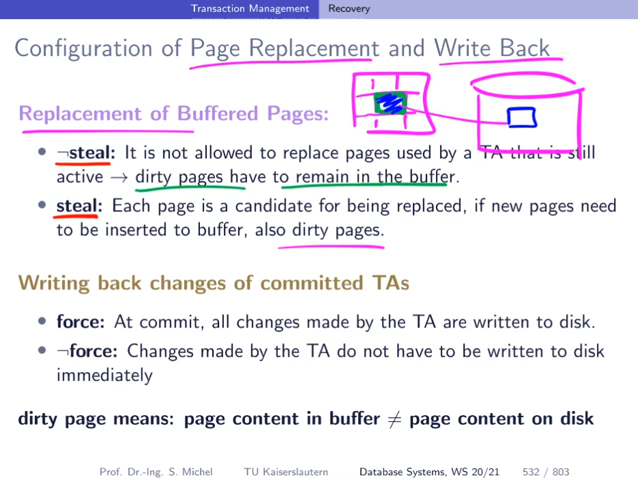 Transaction Management Recovery
Configuration of Page Replacement and Write Back
Replacement of Buffered Pages:
• ¬steal: It is not allowed to replace pages used by a TA that is still
active → dirty pages have to remain in the buffer.
• steal: Each page is a candidate for being replaced, if new pages need
to be inserted to buffer, also dirty pages.
Writing back changes of committed TAs
• force: At commit, all changes made by the TA are written to disk.
• ¬force: Changes made by the TA do not have to be written to disk
immediately
dirty page means: page content in buffer ≠ page content on disk
Prof. Dr.-Ing. S. Michel TU Kaiserslautern Database Systems, WS 20/21 532 / 803